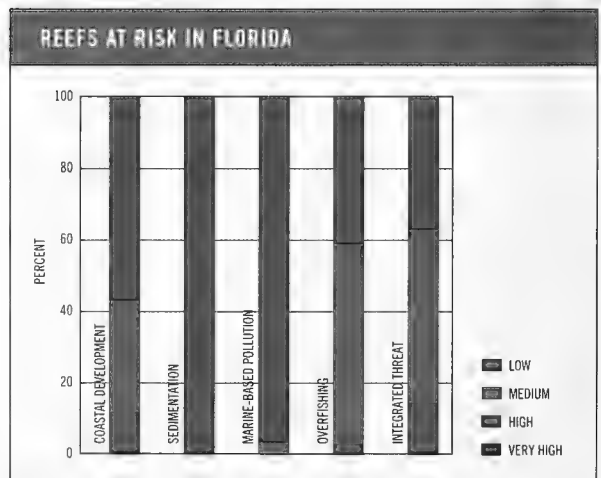 REEFS AT RISK IN FLORIDA
100
80
60
40
20
0
PERCENT
COASTAL DEVELOPMENT
SEDIMENTATION
MARINE-BASED POLLUTION
OVERFISHING
INTEGRATED THREAT
LOW
MEDIUM
HIGH
VERY HIGH